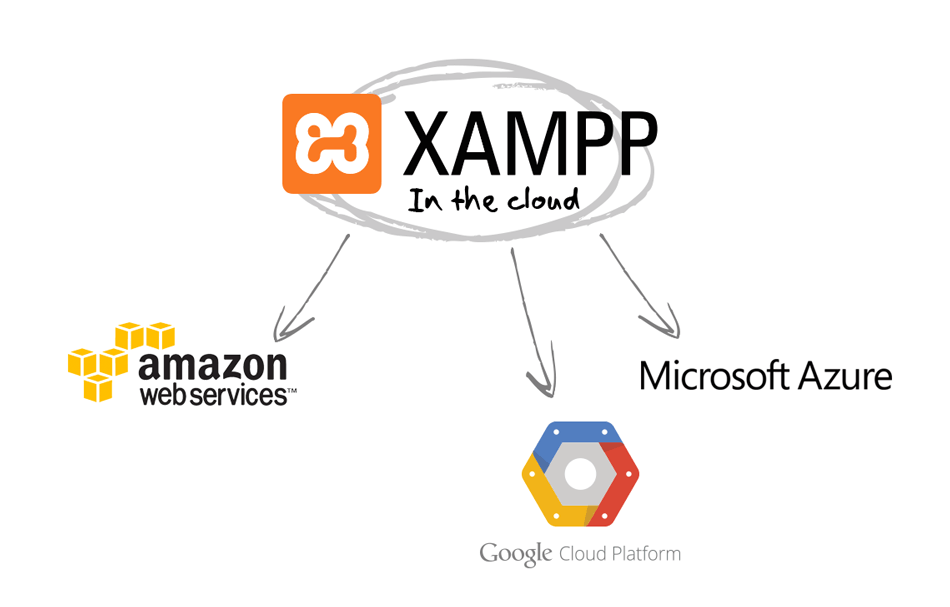 XAMPP
In the cloud
amazon
web services™
Microsoft Azure
Google Cloud Platform